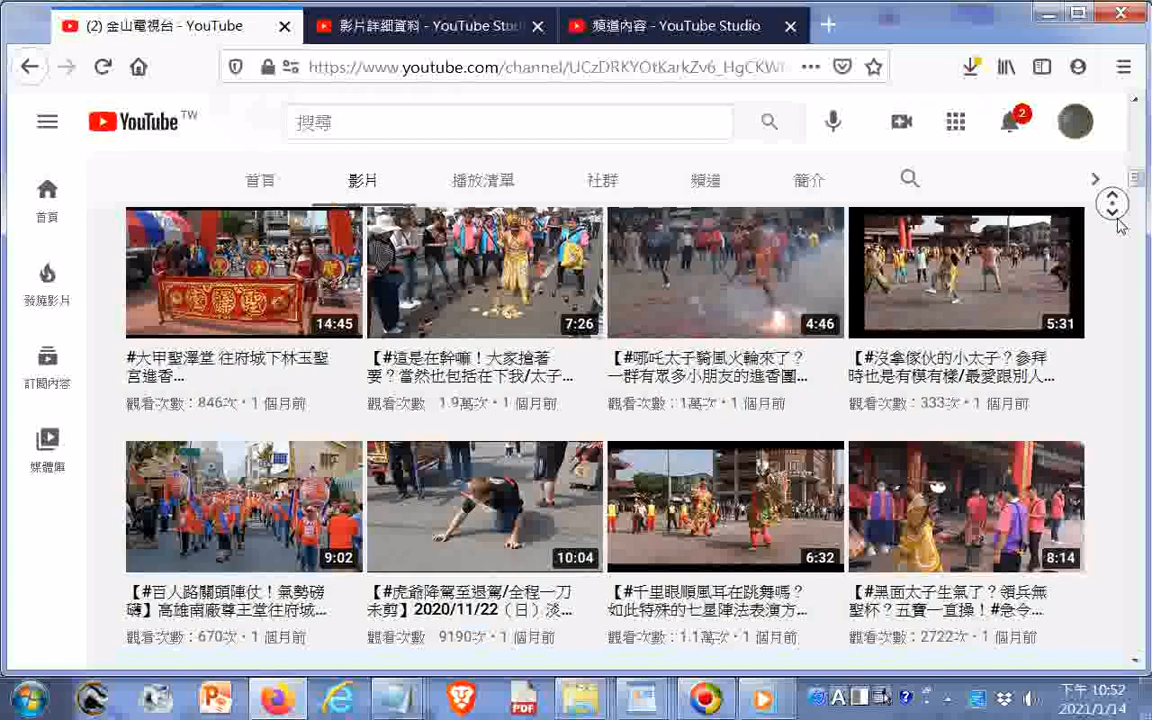 (2) 金山電視台 - YouTube
影片詳細資料 - YouTube Stu
頻道內容 - YouTube Studio
https://www.youtube.com/channel/UCzDRKYOtKarkZv6_HgCKW
YouTube TW
搜尋
2
首頁
影片
播放清單
社群
頻道
簡介
首頁
發燒影片
訂閱內容
媒體庫
14:45
7:26
4:46
5:31
#大甲聖澤堂 往府城下林玉聖
宮進香...
觀看次數：846次・1 個月前
【#這是在幹嘛！大家搶著
要？當然也包括在下我/太子...
觀看次數：1.9萬次・1 個月前
【#哪吒太子騎風火輪來了？
一群有眾多小朋友的進香團...
觀看次數：1萬次・1 個月前
【#沒拿傢伙的小太子？參拜
時也是有模有樣/最愛跟別人...
觀看次數：333次・1 個月前
9:02
10:04
6:32
8:14
【#百人路關頭陣仗！氣勢磅
礴】高雄南廠尊王堂往府城...
觀看次數：670次・1 個月前
【#虎爺降駕至退駕/全程一刀
未剪】2020/11/22（日）淡...
觀看次數：9190次・1 個月前
【#千里眼順風耳在跳舞嗎？
如此特殊的七星陣法表演方...
觀看次數：1.1萬次・1 個月前
【#黑面太子生氣了？領兵無
聖杯？五寶一直操！#急令...
觀看次數：2722次・1 個月前
PDF
A
下午 10:52
2021/1/14